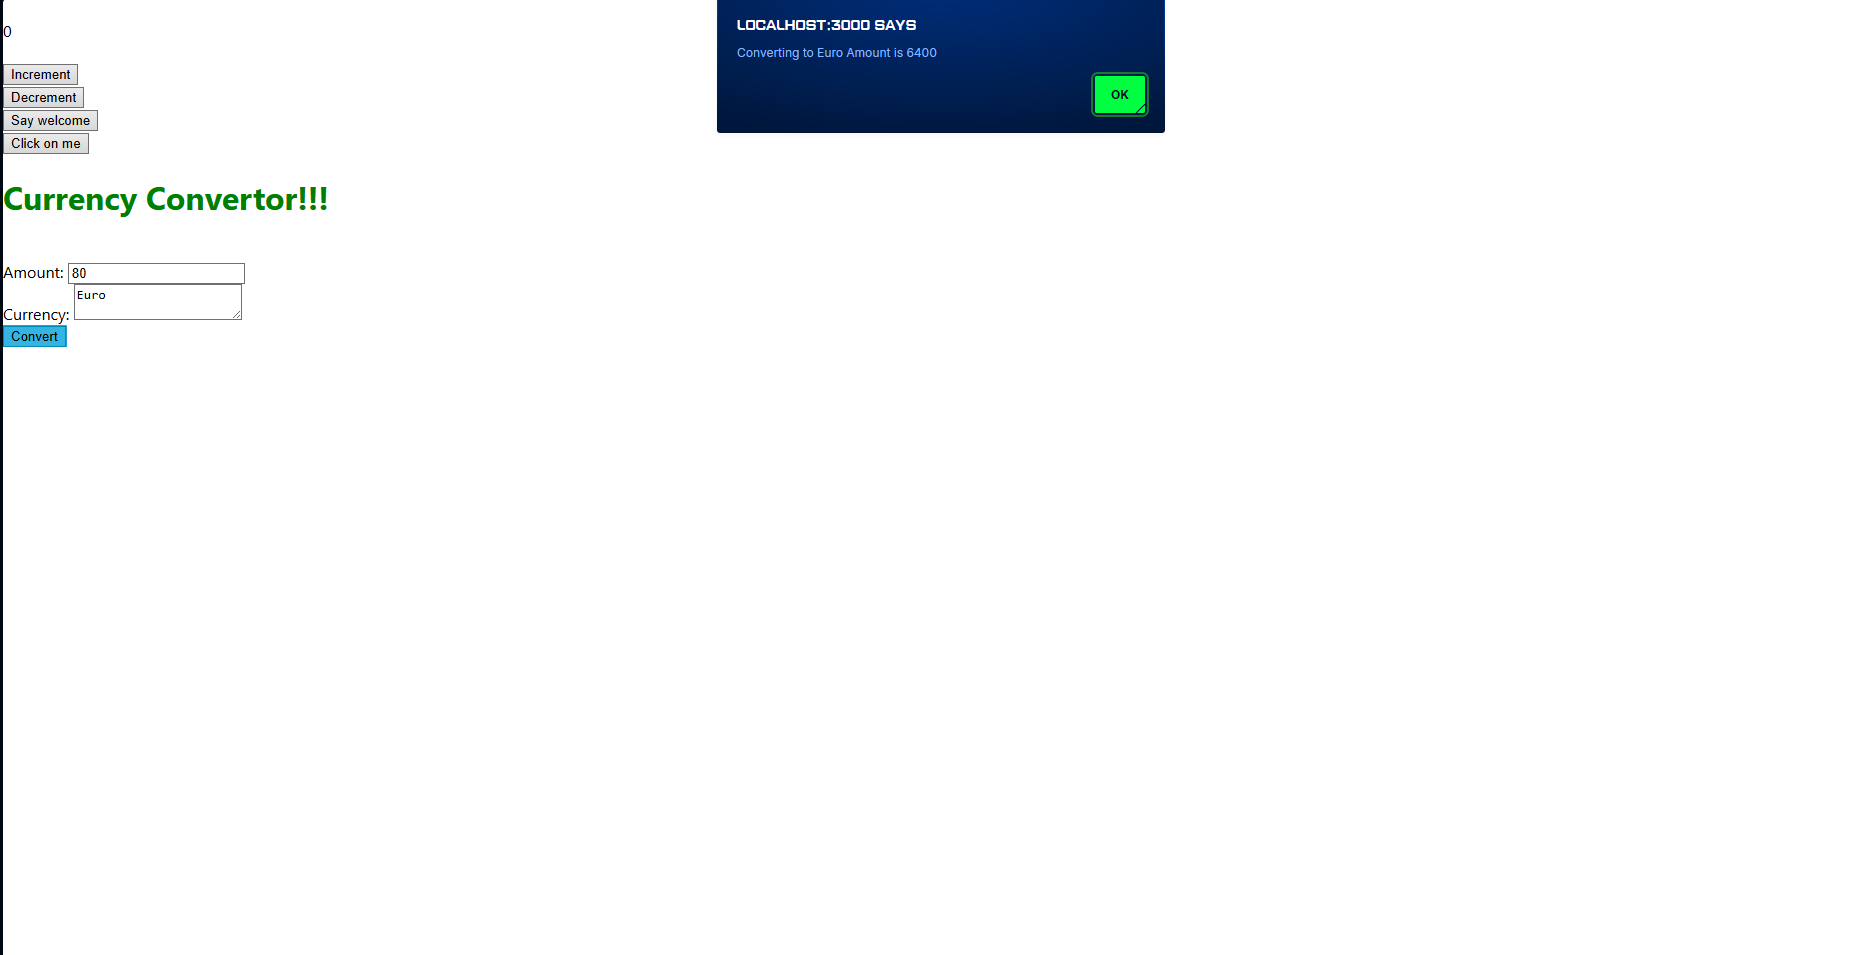 0
Increment
Decrement
Say welcome
Click on me
LOCALHOST:3000 SAYS
Converting to Euro Amount is 6400
OK
Currency Convertor!!!
Amount: 80
Currency: Euro
Convert